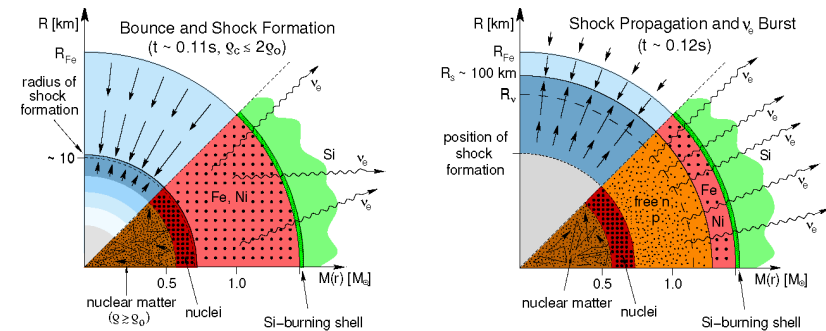 R [km]
Bounce and Shock Formation
(t ~ 0.11s, ϱc ≤ 2ϱo)
RFe
radius of
shock
formation
~ 10
νe
Si
νe
Fe, Ni
νe
0.5
1.0
M(r) [M⊙]
nuclear matter
(ϱ ≳ ϱo)
nuclei
Si-burning shell
R [km]
Shock Propagation and νe Burst
(t ~ 0.12s)
RFe
Rs ~ 100 km
Rν
νe
νe
position of
shock
formation
Si
νe
Fe
free n,
p
Ni
νe
νe
0.5
1.0
M(r) [M⊙]
nuclear matter
nuclei
Si-burning shell